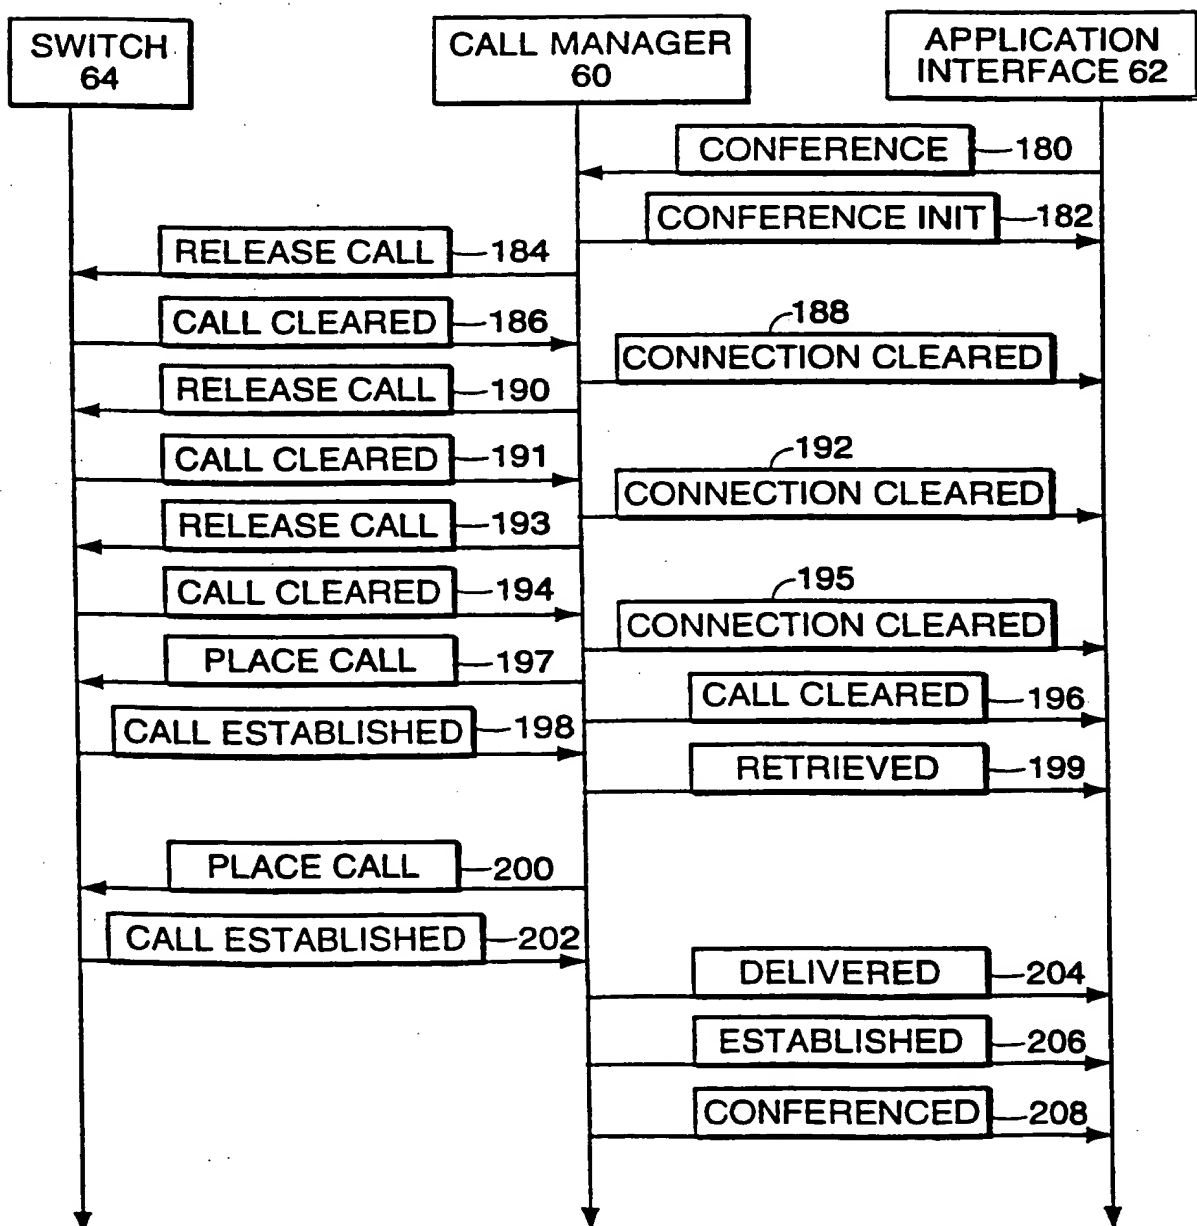 SWITCH
64
CALL MANAGER
60
APPLICATION
INTERFACE 62
CONFERENCE 180
CONFERENCE INIT 182
RELEASE CALL 184
CALL CLEARED 186
188
CONNECTION CLEARED
RELEASE CALL 190
CALL CLEARED 191
192
CONNECTION CLEARED
RELEASE CALL 193
CALL CLEARED 194
195
CONNECTION CLEARED
PLACE CALL 197
CALL CLEARED 196
CALL ESTABLISHED 198
RETRIEVED 199
PLACE CALL 200
CALL ESTABLISHED 202
DELIVERED 204
ESTABLISHED 206
CONFERENCED 208